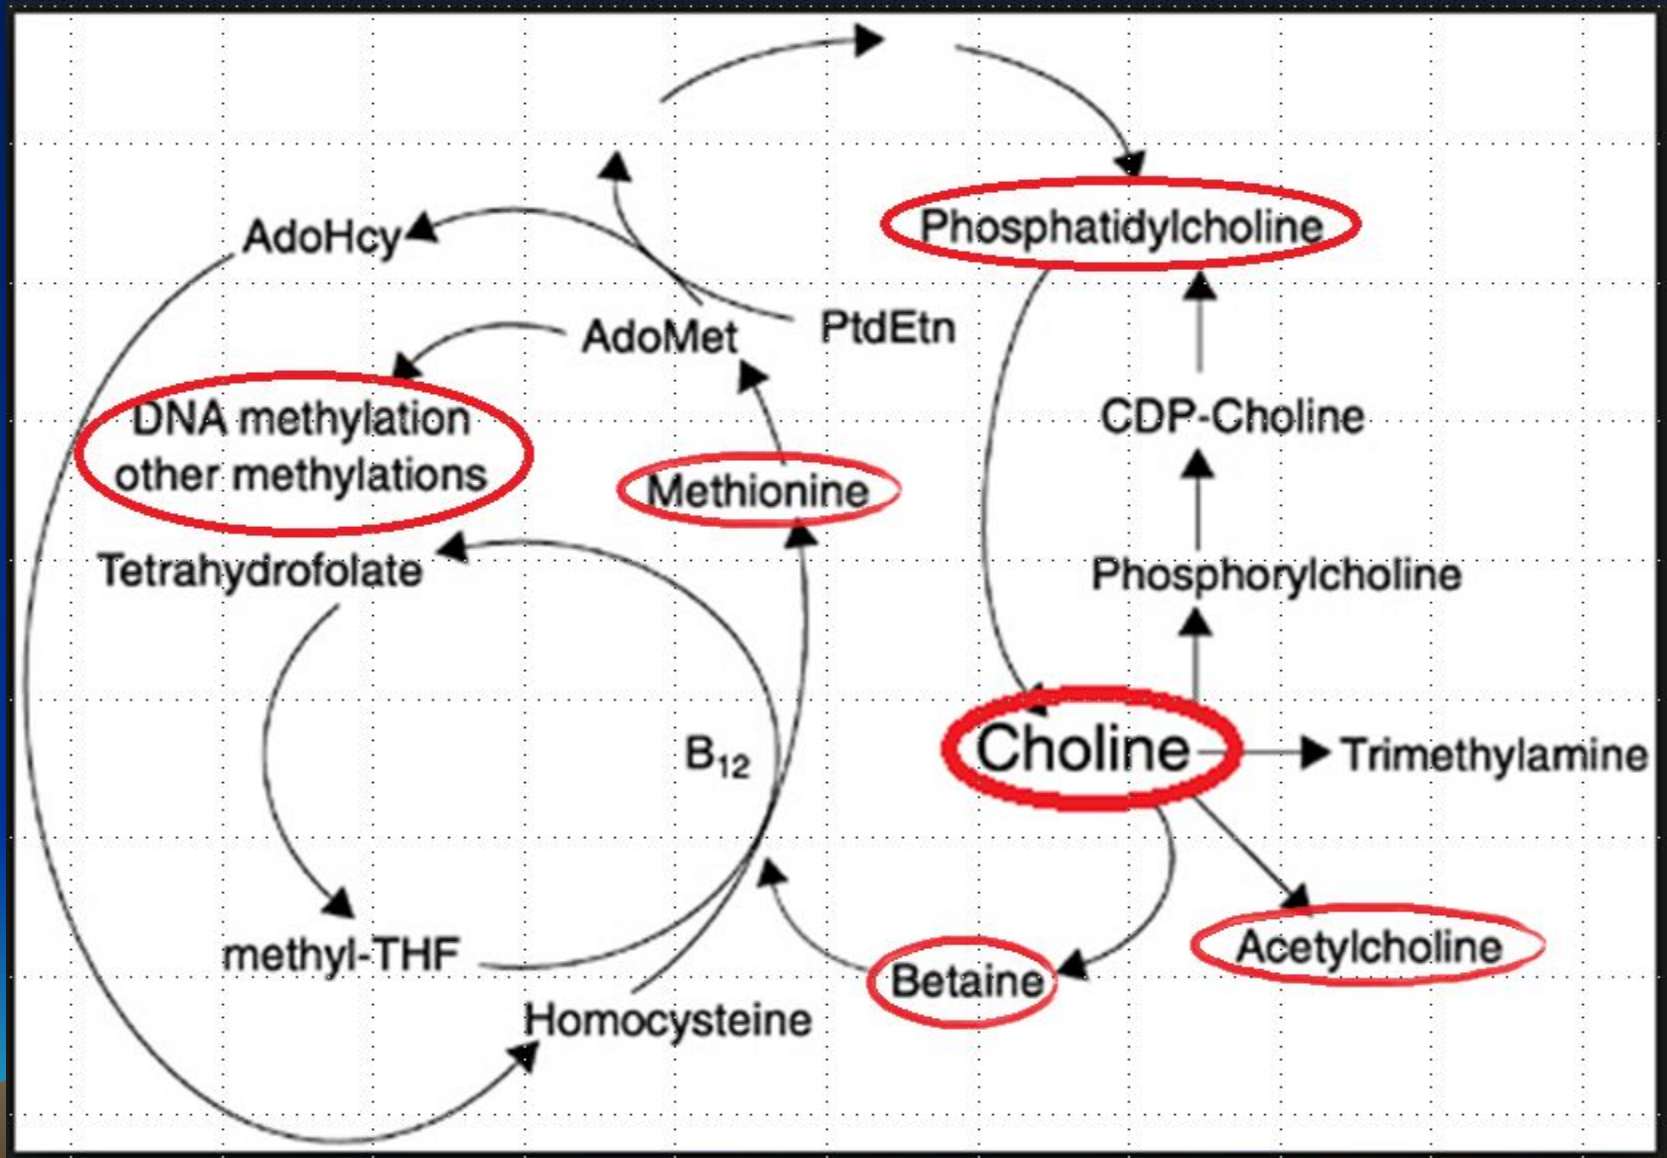 Phosphatidylcholine
AdoHcy
AdoMet
PtdEtn
DNA methylation
other methylations
CDP-Choline
Methionine
Tetrahydrofolate
Phosphorylcholine
B12
Choline
Trimethylamine
methyl-THF
Betaine
Acetylcholine
Homocysteine